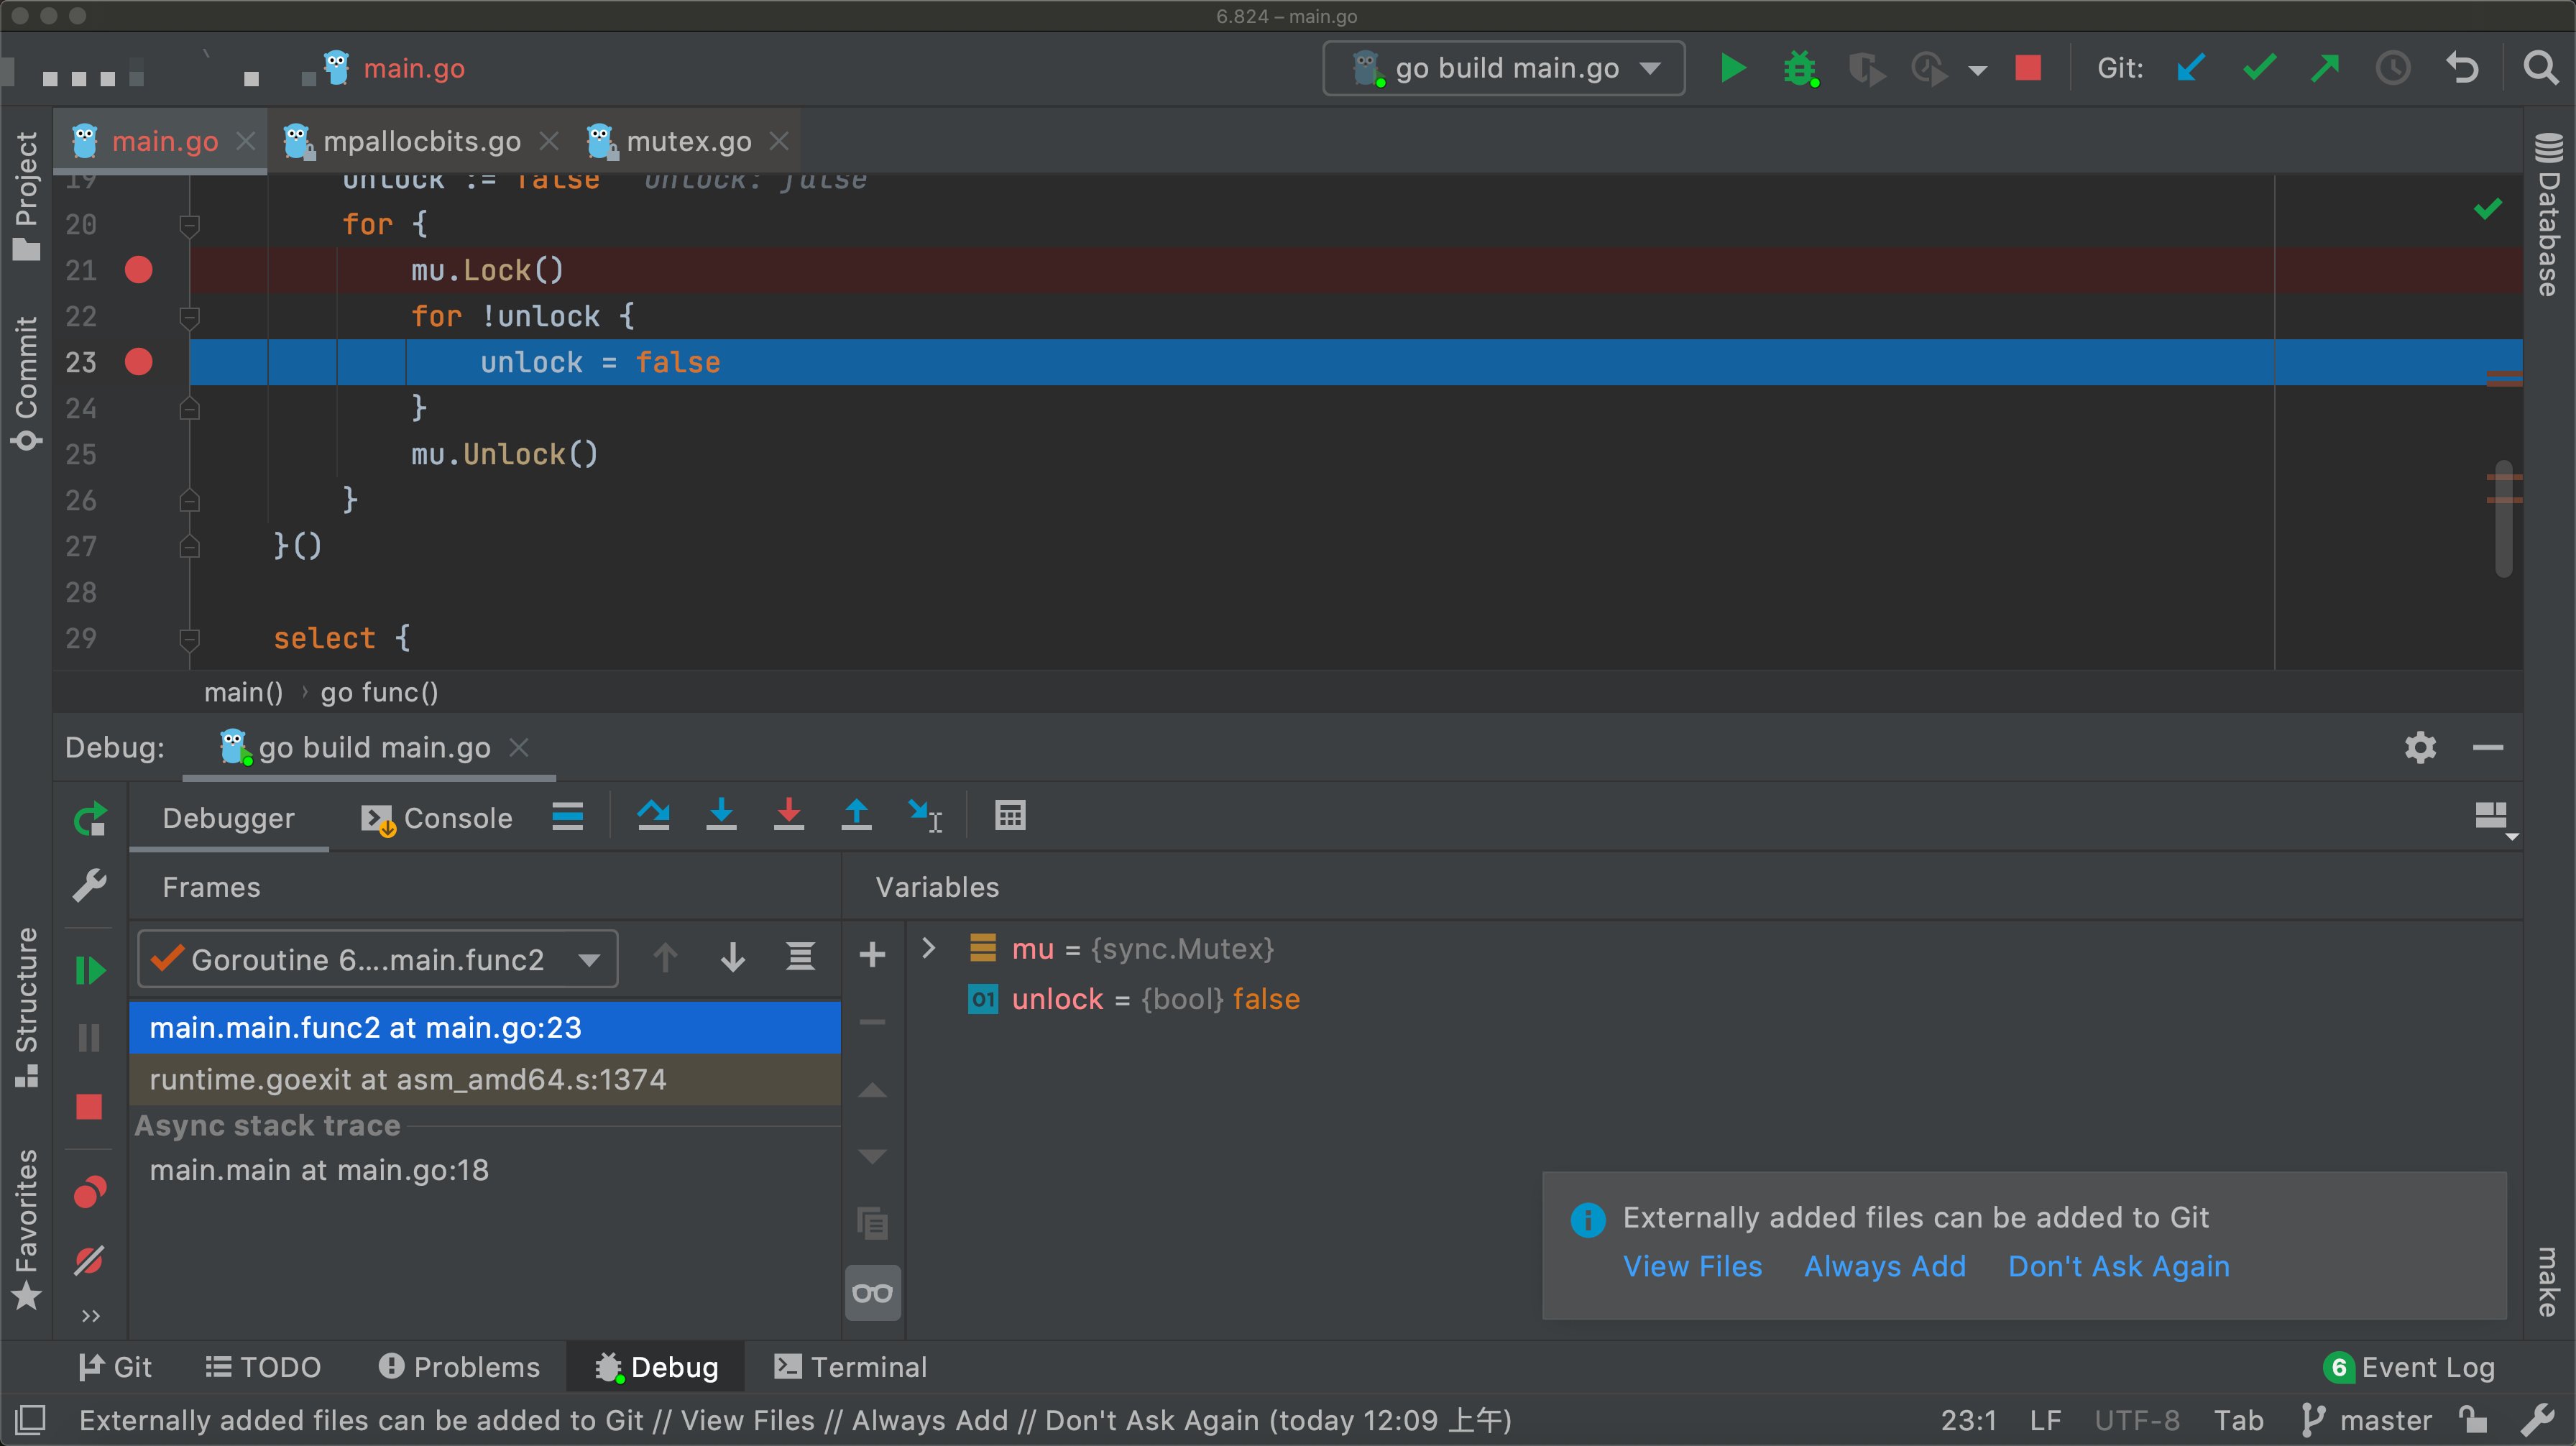 6.824 – main.go
main.go
go build main.go
Git:
main.go
mpallocbits.go
mutex.go
Project
Commit
Structure
Favorites
Database
make
19 unlock := false unlock: false
20 for {
21 mu.Lock()
22 for !unlock {
23 unlock = false
24 }
25 mu.Unlock()
26 }
27 }()
28
29 select {
main() › go func()
Debug: go build main.go
Debugger
Console
Frames
Variables
Goroutine 6....main.func2
main.main.func2 at main.go:23
runtime.goexit at asm_amd64.s:1374
Async stack trace
main.main at main.go:18
mu = {sync.Mutex}
01 unlock = {bool} false
Externally added files can be added to Git
View Files Always Add Don't Ask Again
Git
TODO
Problems
Debug
Terminal
6 Event Log
Externally added files can be added to Git // View Files // Always Add // Don't Ask Again (today 12:09 上午)
23:1 LF UTF-8 Tab master